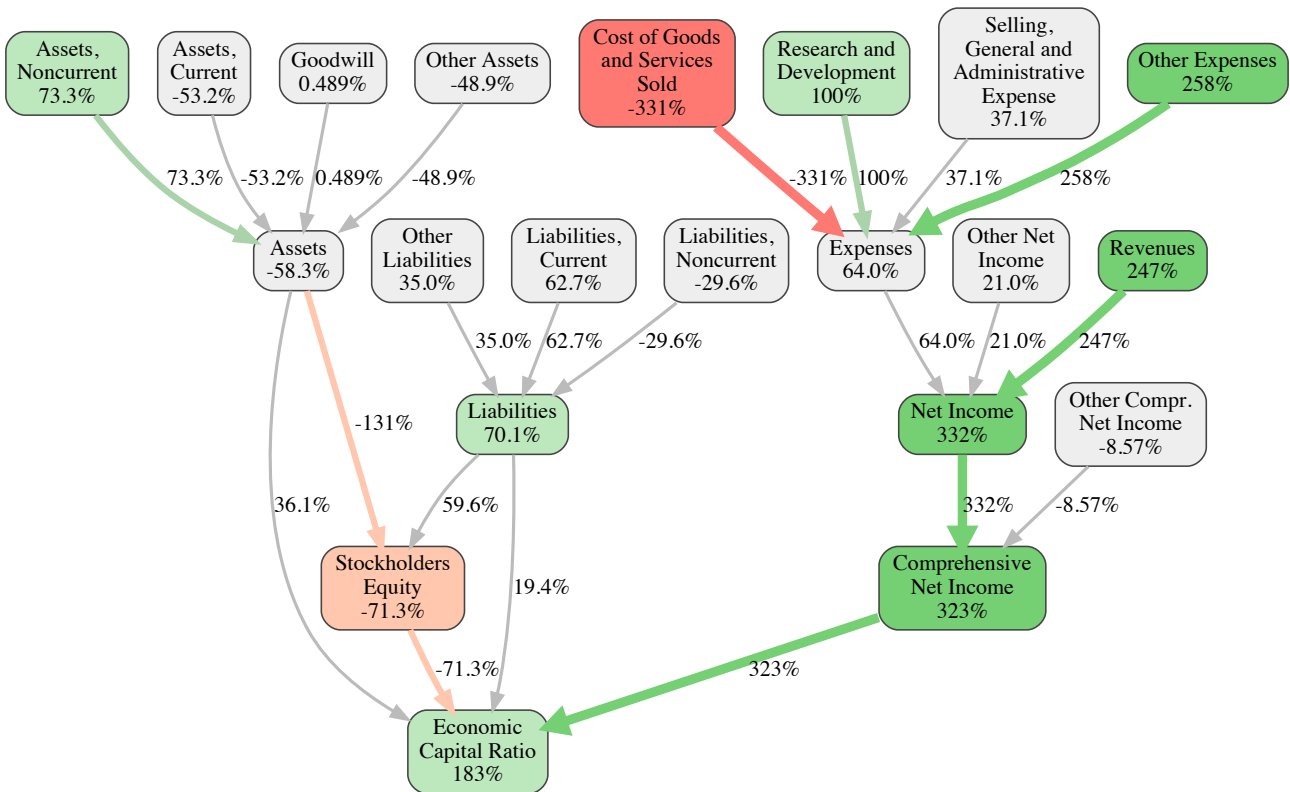 Assets,
Noncurrent
73.3%
Assets,
Current
-53.2%
Goodwill
0.489%
Other Assets
-48.9%
Cost of Goods
and Services
Sold
-331%
Research and
Development
100%
Selling,
General and
Administrative
Expense
37.1%
Other Expenses
258%
73.3%
-53.2%
0.489%
-48.9%
-331%
100%
37.1%
258%
Assets
-58.3%
Other
Liabilities
35.0%
Liabilities,
Current
62.7%
Liabilities,
Noncurrent
-29.6%
Expenses
64.0%
Other Net
Income
21.0%
Revenues
247%
35.0%
62.7%
-29.6%
64.0%
21.0%
247%
-131%
Liabilities
70.1%
Net Income
332%
Other Compr.
Net Income
-8.57%
36.1%
59.6%
332%
-8.57%
Stockholders
Equity
-71.3%
19.4%
Comprehensive
Net Income
323%
-71.3%
323%
Economic
Capital Ratio
183%